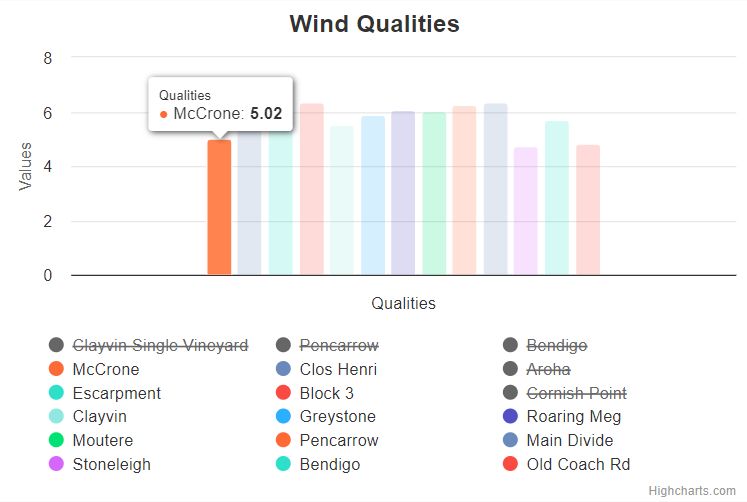 Wind Qualities
8
Qualities
● McCrone: 5.02
6
Values
4
2
0
Qualities
Clayvin Single Vineyard Pencarrow Bendigo
McCrone Clos Henri Aroha
Escarpment Block 3 Cornish Point
Clayvin Greystone Roaring Meg
Moutere Pencarrow Main Divide
Stoneleigh Bendigo Old Coach Rd
Highcharts.com